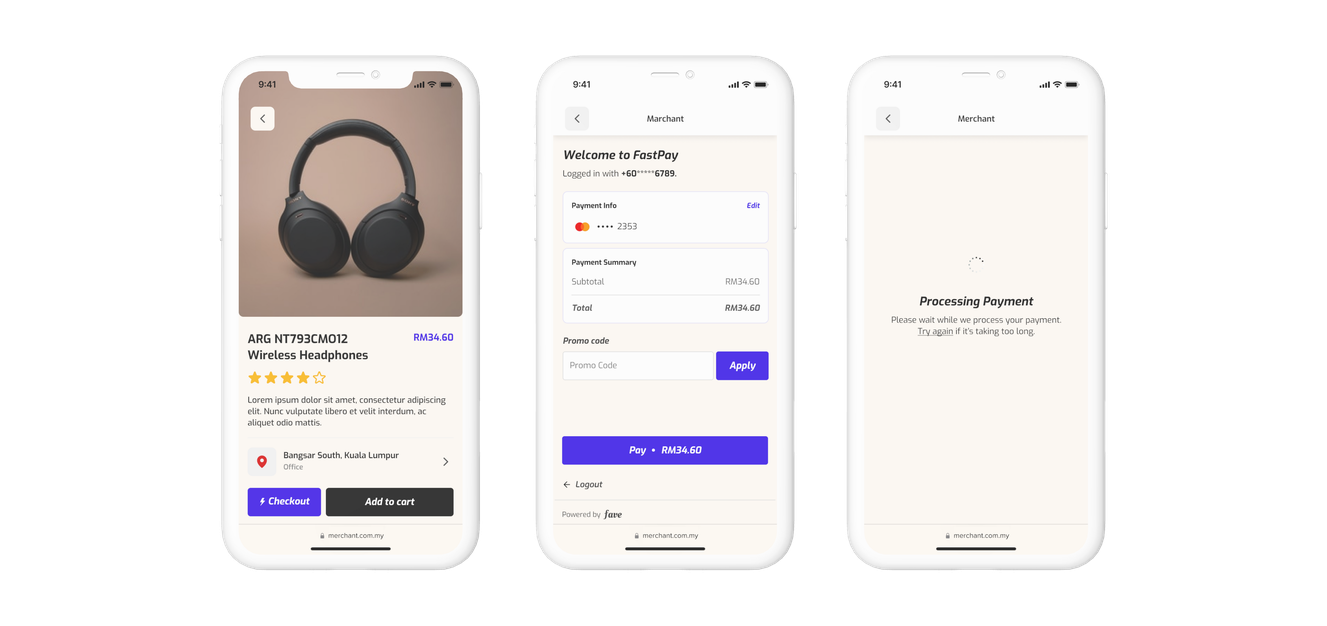 9:41
ARG NT793CMO12
Wireless Headphones
RM34.60
Lorem ipsum dolor sit amet, consectetur adipiscing
elit. Nunc vulputate libero et velit interdum, ac
aliquet odio mattis.
Bangsar South, Kuala Lumpur
Office
Checkout
Add to cart
merchant.com.my
9:41
Marchant
Welcome to FastPay
Logged in with +60*****6789.
Payment Info
Edit
•••• 2353
Payment Summary
Subtotal RM34.60
Total RM34.60
Promo code
Promo Code
Apply
Pay • RM34.60
Logout
Powered by fave
merchant.com.my
9:41
Merchant
Processing Payment
Please wait while we process your payment.
Try again if it's taking too long.
merchant.com.my